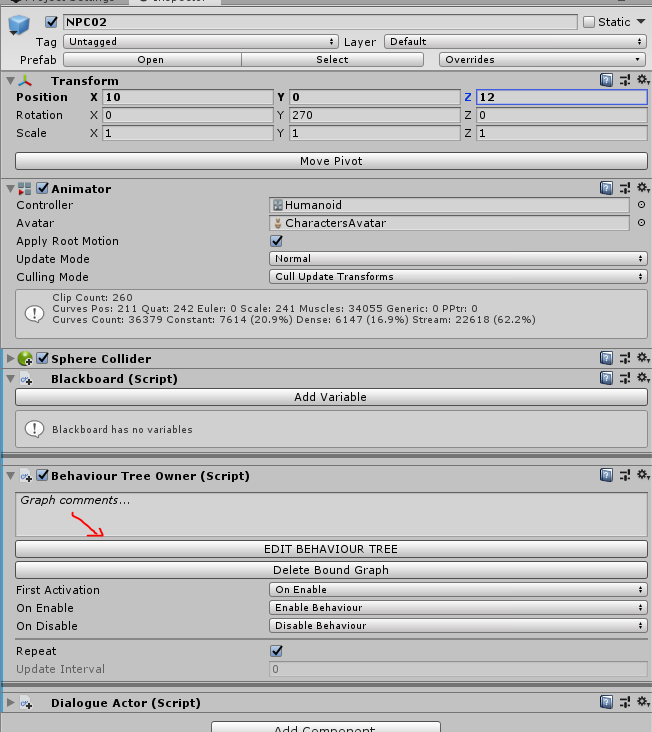 Project Settings Inspector
NPC02 Static
Tag Untagged Layer Default
Prefab Open Select Overrides
Transform
Position X 10 Y 0 Z 12
Rotation X 0 Y 270 Z 0
Scale X 1 Y 1 Z 1
Move Pivot
Animator
Controller Humanoid
Avatar CharactersAvatar
Apply Root Motion
Update Mode Normal
Culling Mode Cull Update Transforms
Clip Count: 260
Curves Pos: 211 Quat: 242 Euler: 0 Scale: 241 Muscles: 34055 Generic: 0 PPtr: 0
Curves Count: 36379 Constant: 7614 (20.9%) Dense: 6147 (16.9%) Stream: 22618 (62.2%)
Sphere Collider
Blackboard (Script)
Add Variable
Blackboard has no variables
Behaviour Tree Owner (Script)
Graph comments...
EDIT BEHAVIOUR TREE
Delete Bound Graph
First Activation On Enable
On Enable Enable Behaviour
On Disable Disable Behaviour
Repeat
Update Interval 0
Dialogue Actor (Script)
Add Component